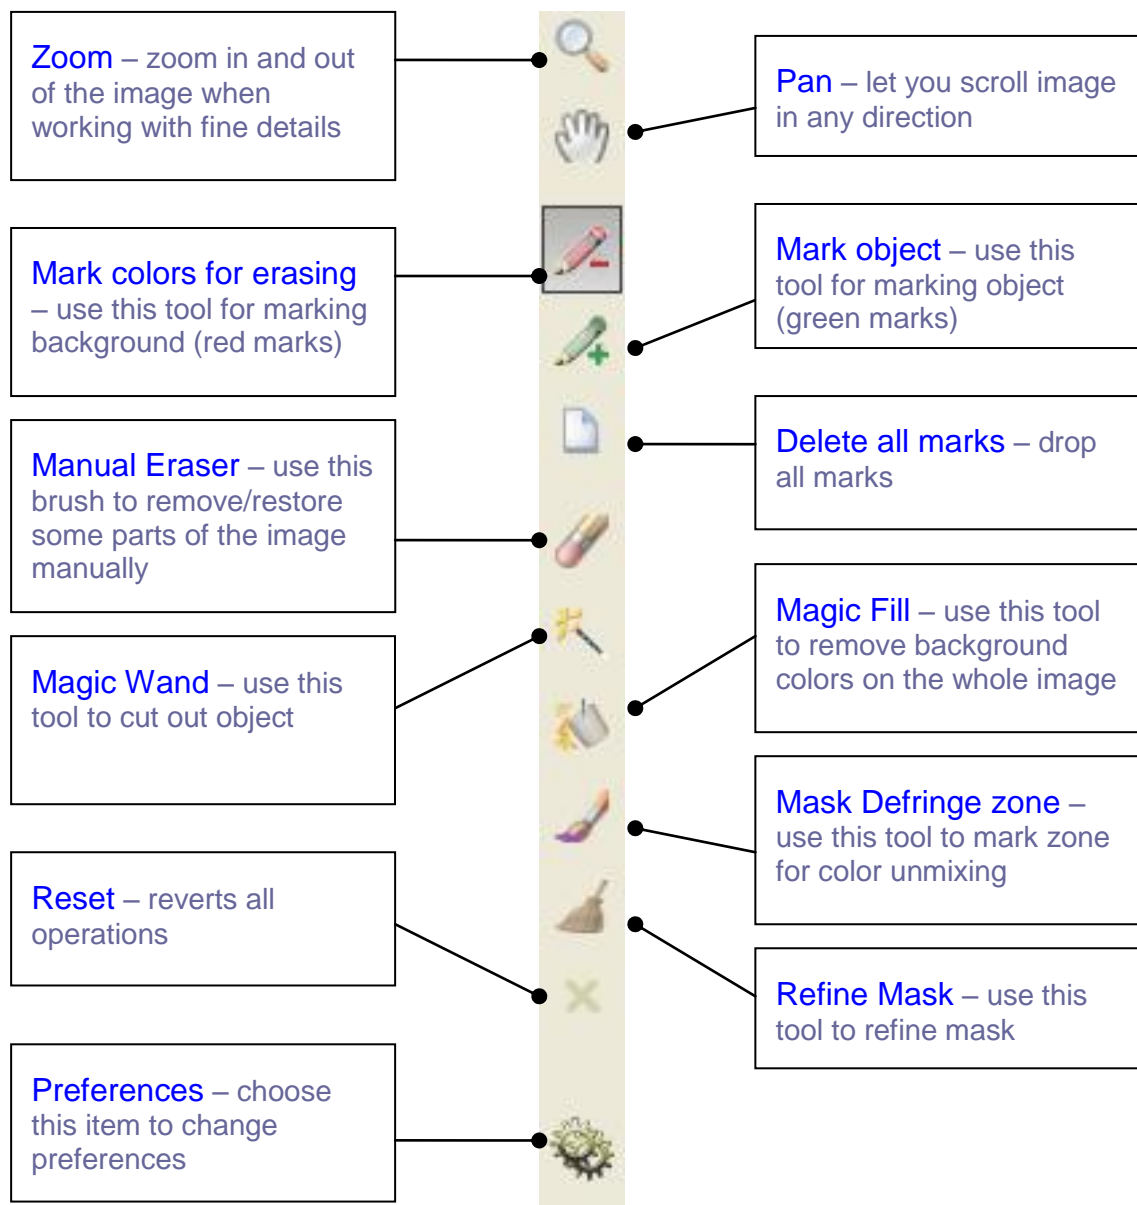 Zoom – zoom in and out
of the image when
working with fine details
Pan – let you scroll image
in any direction
Mark colors for erasing
– use this tool for marking
background (red marks)
Mark object – use this
tool for marking object
(green marks)
Manual Eraser – use this
brush to remove/restore
some parts of the image
manually
Delete all marks – drop
all marks
Magic Wand – use this
tool to cut out object
Magic Fill – use this tool
to remove background
colors on the whole image
Mask Defringe zone –
use this tool to mark zone
for color unmixing
Reset – reverts all
operations
Refine Mask – use this
tool to refine mask
Preferences – choose
this item to change
preferences